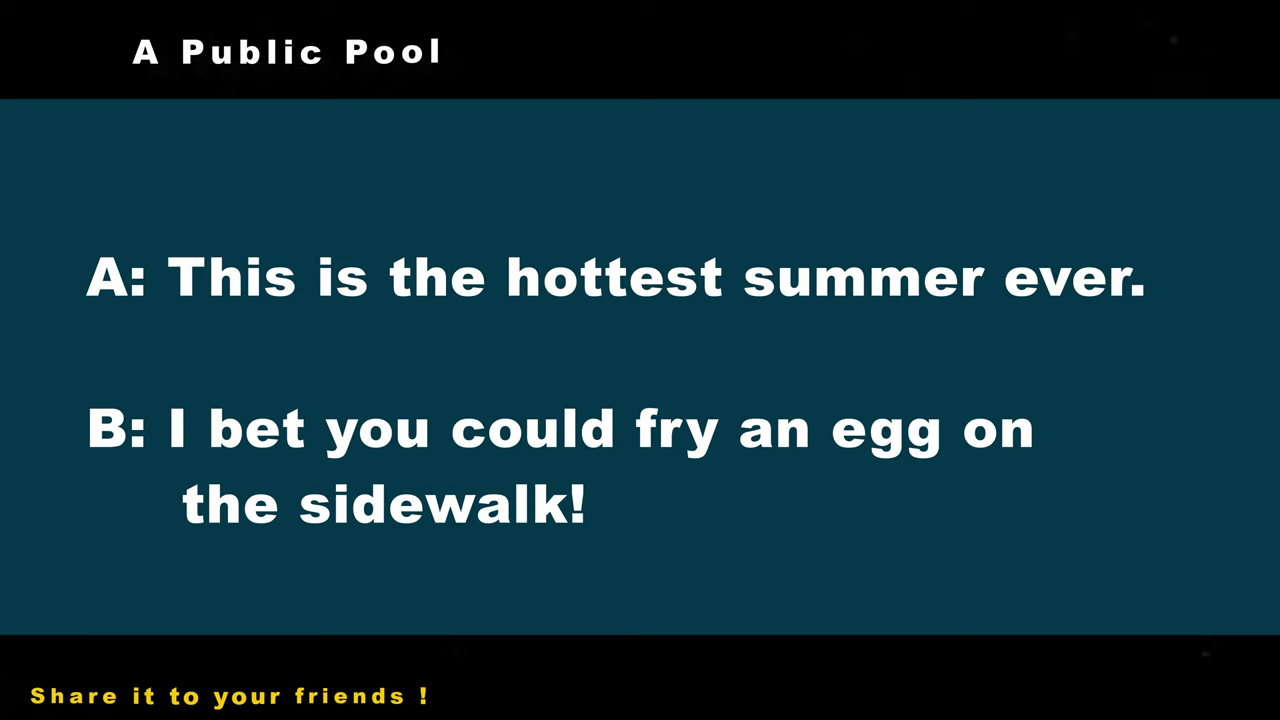 A Public Pool
A: This is the hottest summer ever.
B: I bet you could fry an egg on
the sidewalk!
Share it to your friends !